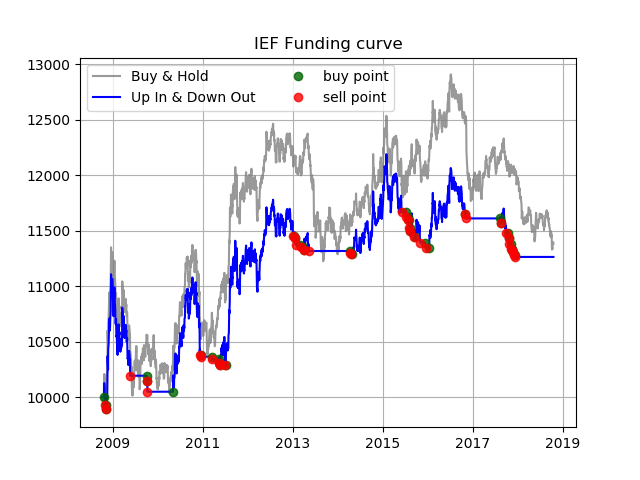 IEF Funding curve
Buy & Hold
Up In & Down Out
buy point
sell point
13000
12500
12000
11500
11000
10500
10000
2009 2011 2013 2015 2017 2019